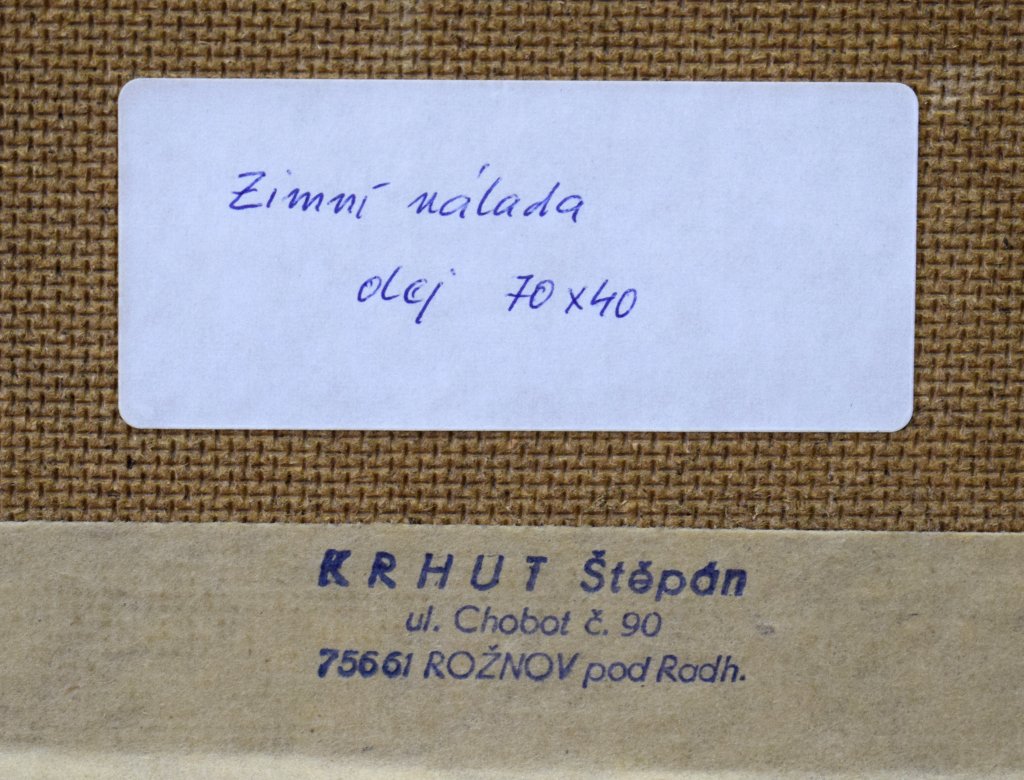 Zimní nálada
olej 70x40
KRHUT Štěpán
ul. Chobot č. 90
75661 ROŽNOV pod Radh.